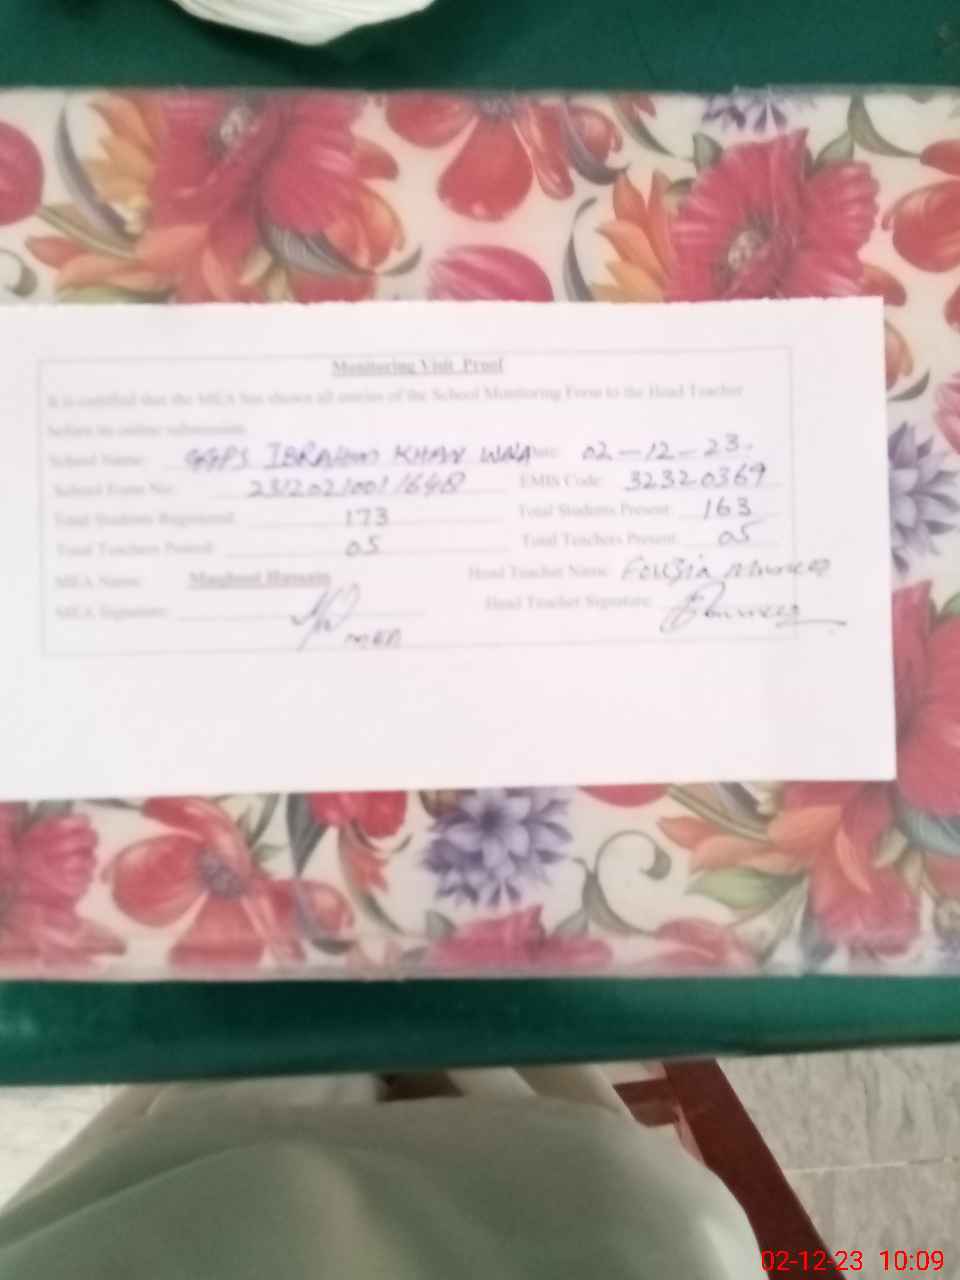 Monitoring Visit Proof
It is certified that the MEA has shown all entries of the School Monitoring Form to the Head Teacher
before its online submission.
School Name: GGPS IBRAHIM KHAN WALA Date: 02-12-23.
School Form No: EMIS Code: 32320369
Total Students Registered: 173 Total Students Present: 163
Total Teachers Posted: 05 Total Teachers Present: 05
MEA Name: Maqbool Hussain Head Teacher Name: Fouzia
MEA Signature: MEA Head Teacher Signature:
02-12-23 10:09